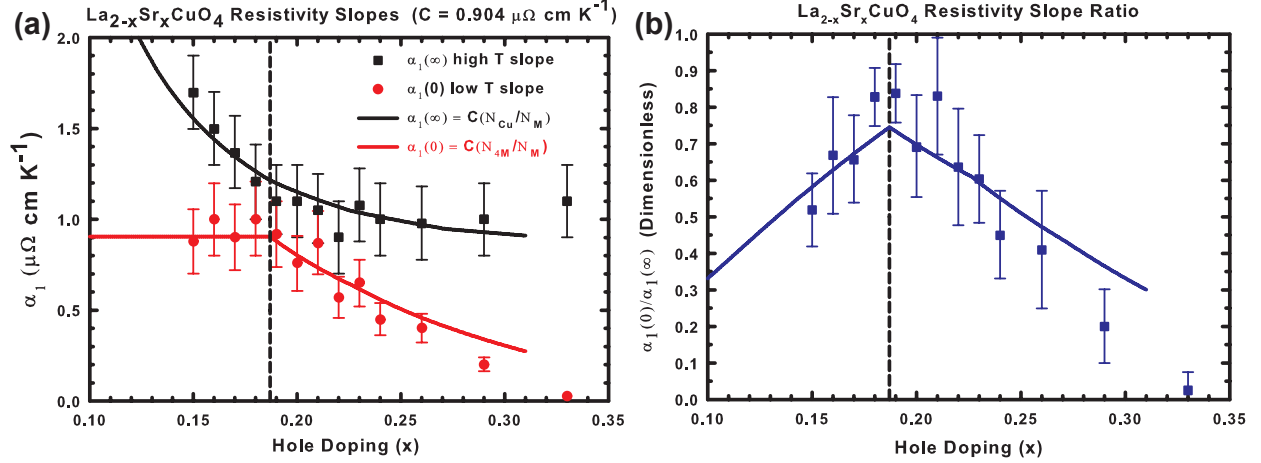 (a)
La2-xSrxCuO4 Resistivity Slopes (C = 0.904 μΩ cm K-1)
α1 (μΩ cm K-1)
2.0
1.5
1.0
0.5
0.0
α1(∞) high T slope
α1(0) low T slope
α1(∞) = C(NCu/NM)
α1(0) = C(N4M/NM)
0.10 0.15 0.20 0.25 0.30 0.35
Hole Doping (x)
(b)
La2-xSrxCuO4 Resistivity Slope Ratio
α1(0)/α1(∞) (Dimensionless)
1.0
0.9
0.8
0.7
0.6
0.5
0.4
0.3
0.2
0.1
0.0
0.10 0.15 0.20 0.25 0.30 0.35
Hole Doping (x)